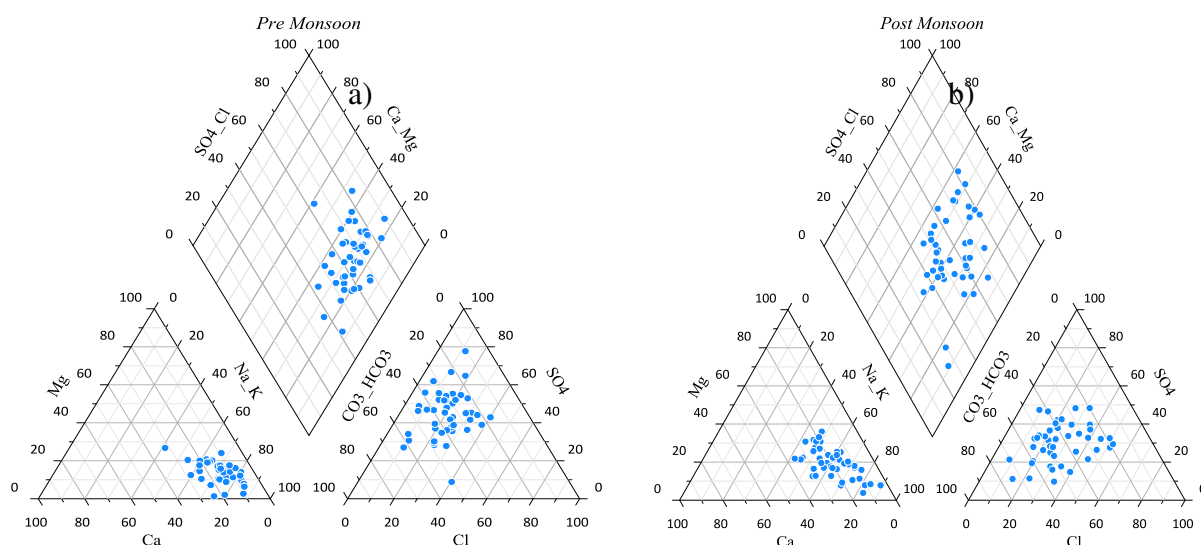 Pre Monsoon
100 100
80 80
a)
SO4_Cl Ca_Mg
60 60
40 40
20 20
0 0
100 0 0 100
80 20 20 80
Mg Na_K CO3_HCO3 SO4
60 40 60
40 60 60 40
20 80 80 20
0 100 100 0
100 80 60 40 20 0 0 20 40 60 80 100
Ca Cl
Post Monsoon
100 100
80 80
b)
SO4_Cl Ca_Mg
60 60
40 40
20 20
0 0
100 0 0 100
80 20 20 80
Mg Na_K CO3_HCO3 SO4
60 40 40 60
40 60 60 40
20 80 80 20
0 100 100 0
100 80 60 40 20 0 0 20 40 60 80 100
Ca Cl